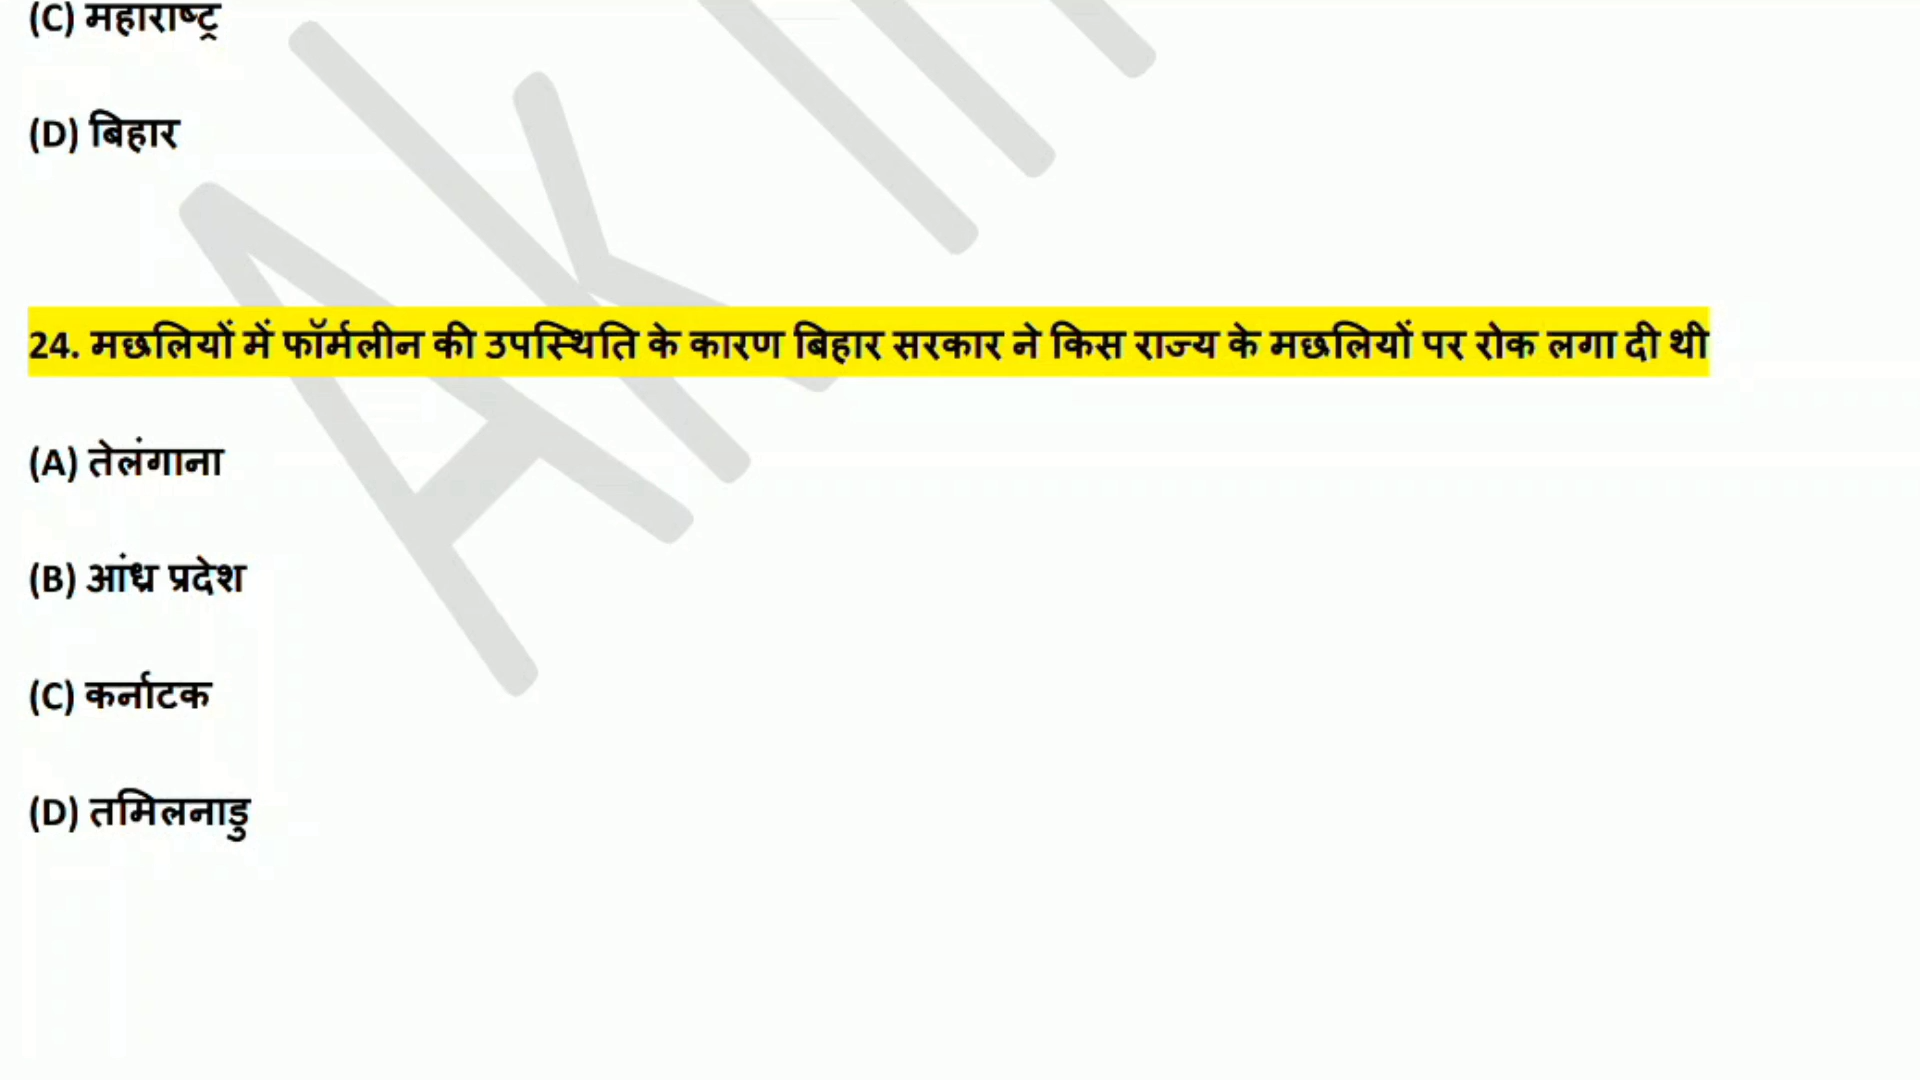 (C) महाराष्ट्र
(D) बिहार
24. मछलियों में फॉर्मलीन की उपस्थिति के कारण बिहार सरकार ने किस राज्य के मछलियों पर रोक लगा दी थी
(A) तेलंगाना
(B) आंध्र प्रदेश
(C) कर्नाटक
(D) तमिलनाडु